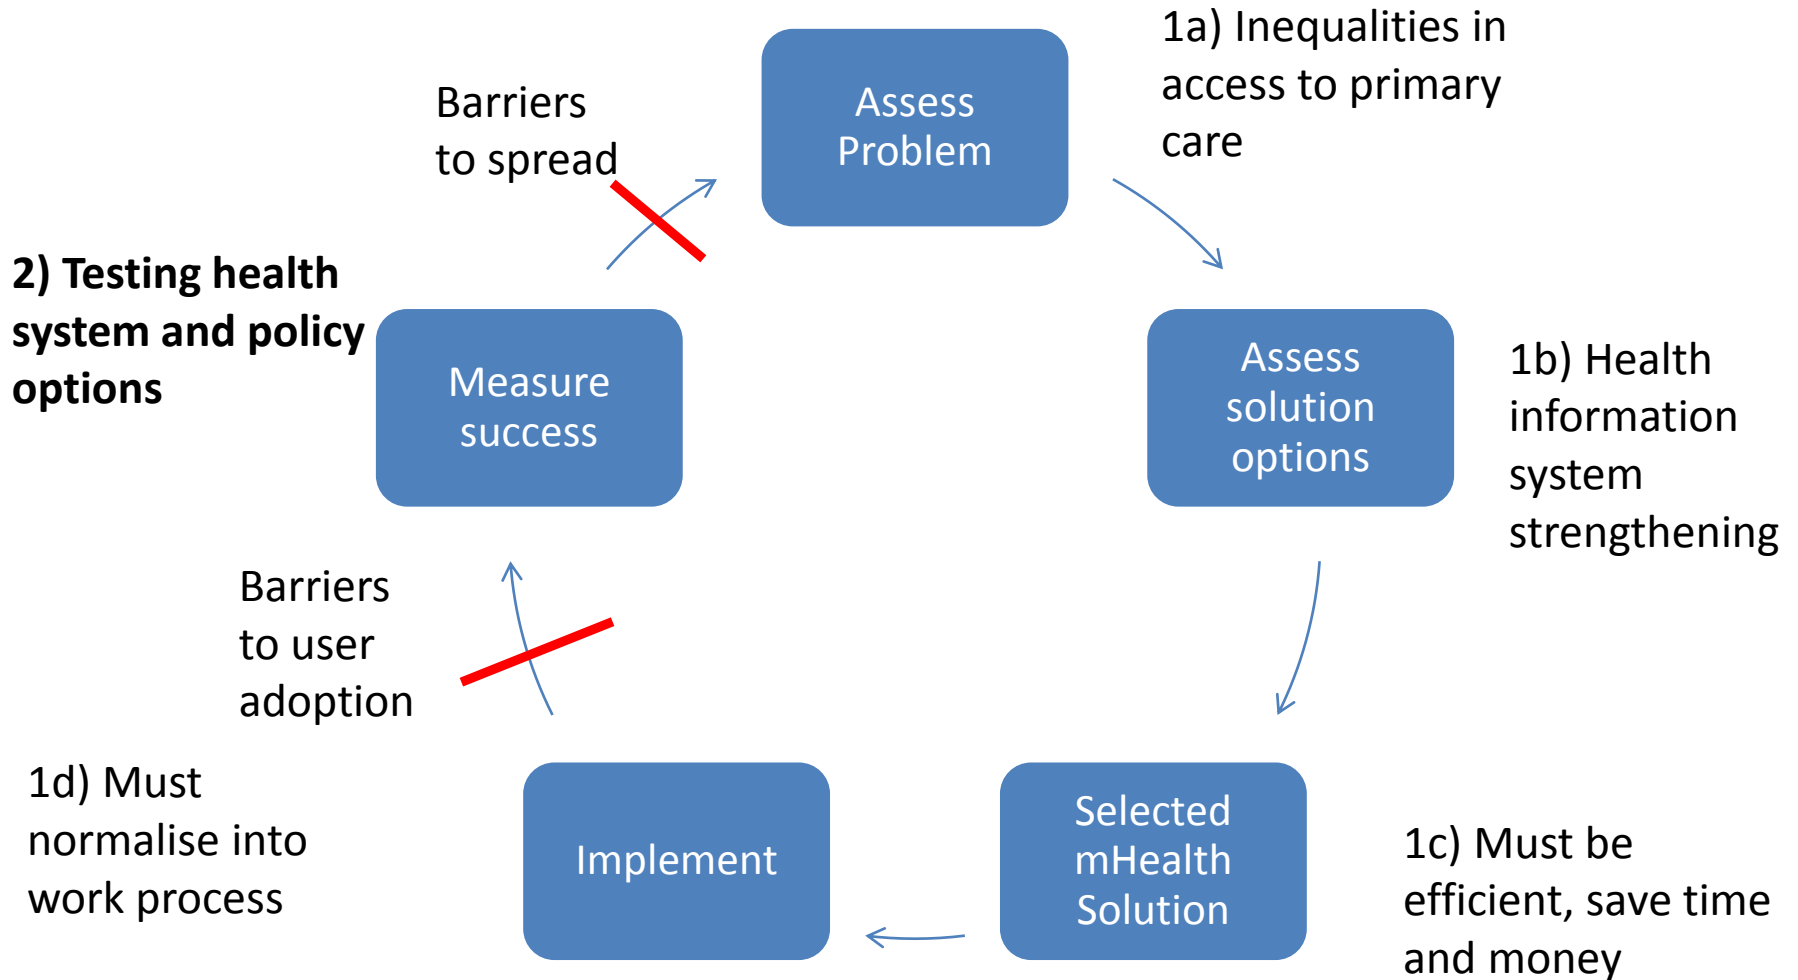 Assess
Problem
1a) Inequalities in
access to primary
care
Assess
solution
options
1b) Health
information
system
strengthening
Selected
mHealth
Solution
1c) Must be
efficient, save time
and money
Implement
1d) Must
normalise into
work process
Barriers
to user
adoption
Measure
success
2) Testing health
system and policy
options
Barriers
to spread